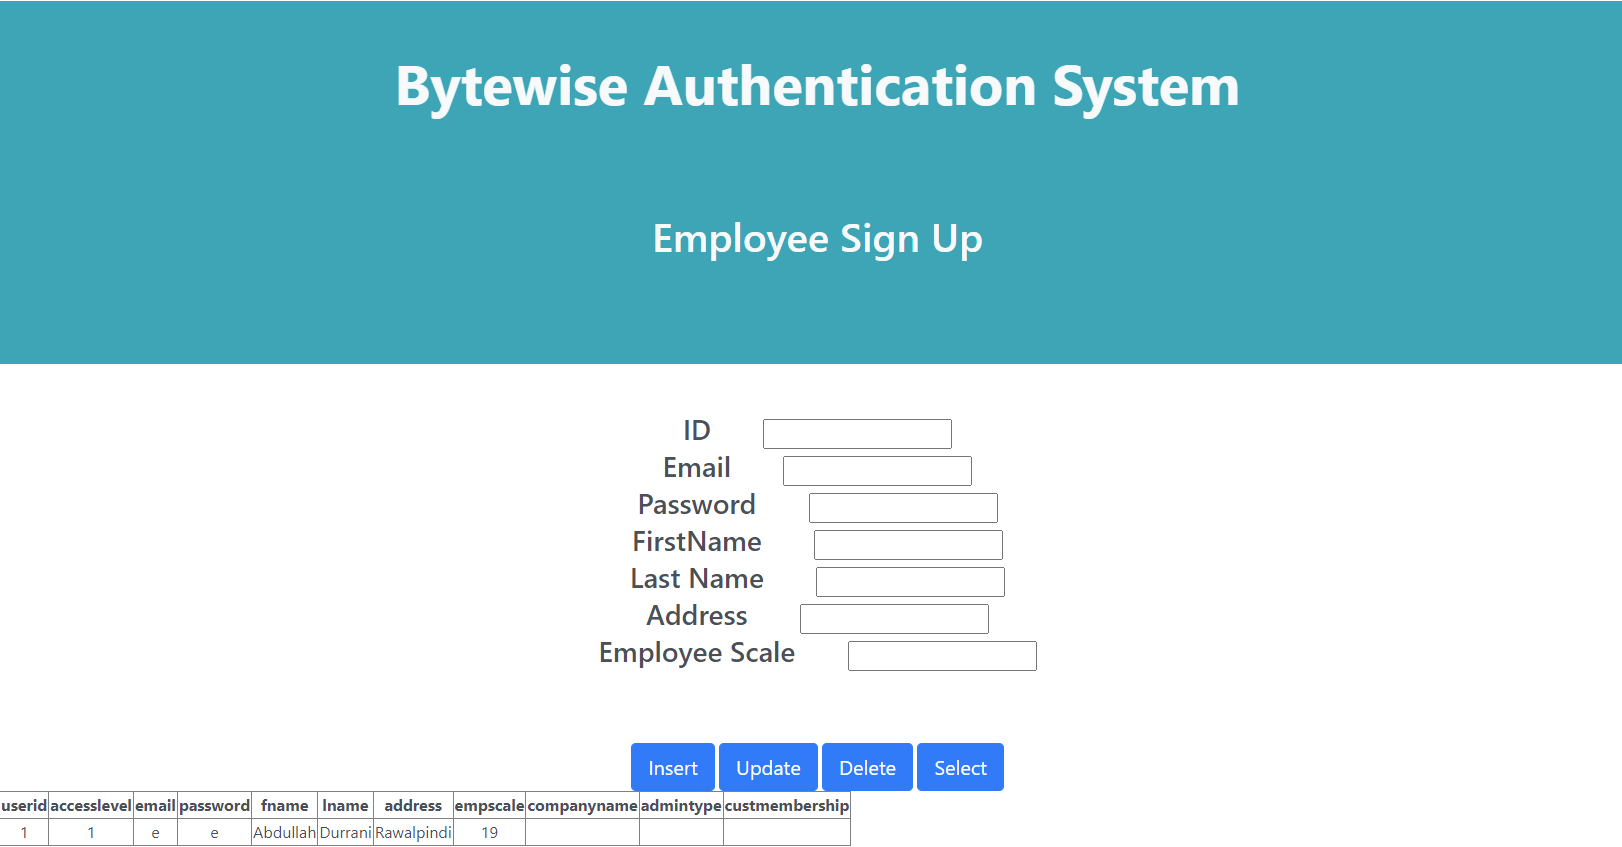 Bytewise Authentication System
Employee Sign Up
ID
Email
Password
FirstName
Last Name
Address
Employee Scale
Insert Update Delete Select
userid accesslevel email password fname lname address empscale companyname admintype custmembership
1 1 e e Abdullah Durrani Rawalpindi 19